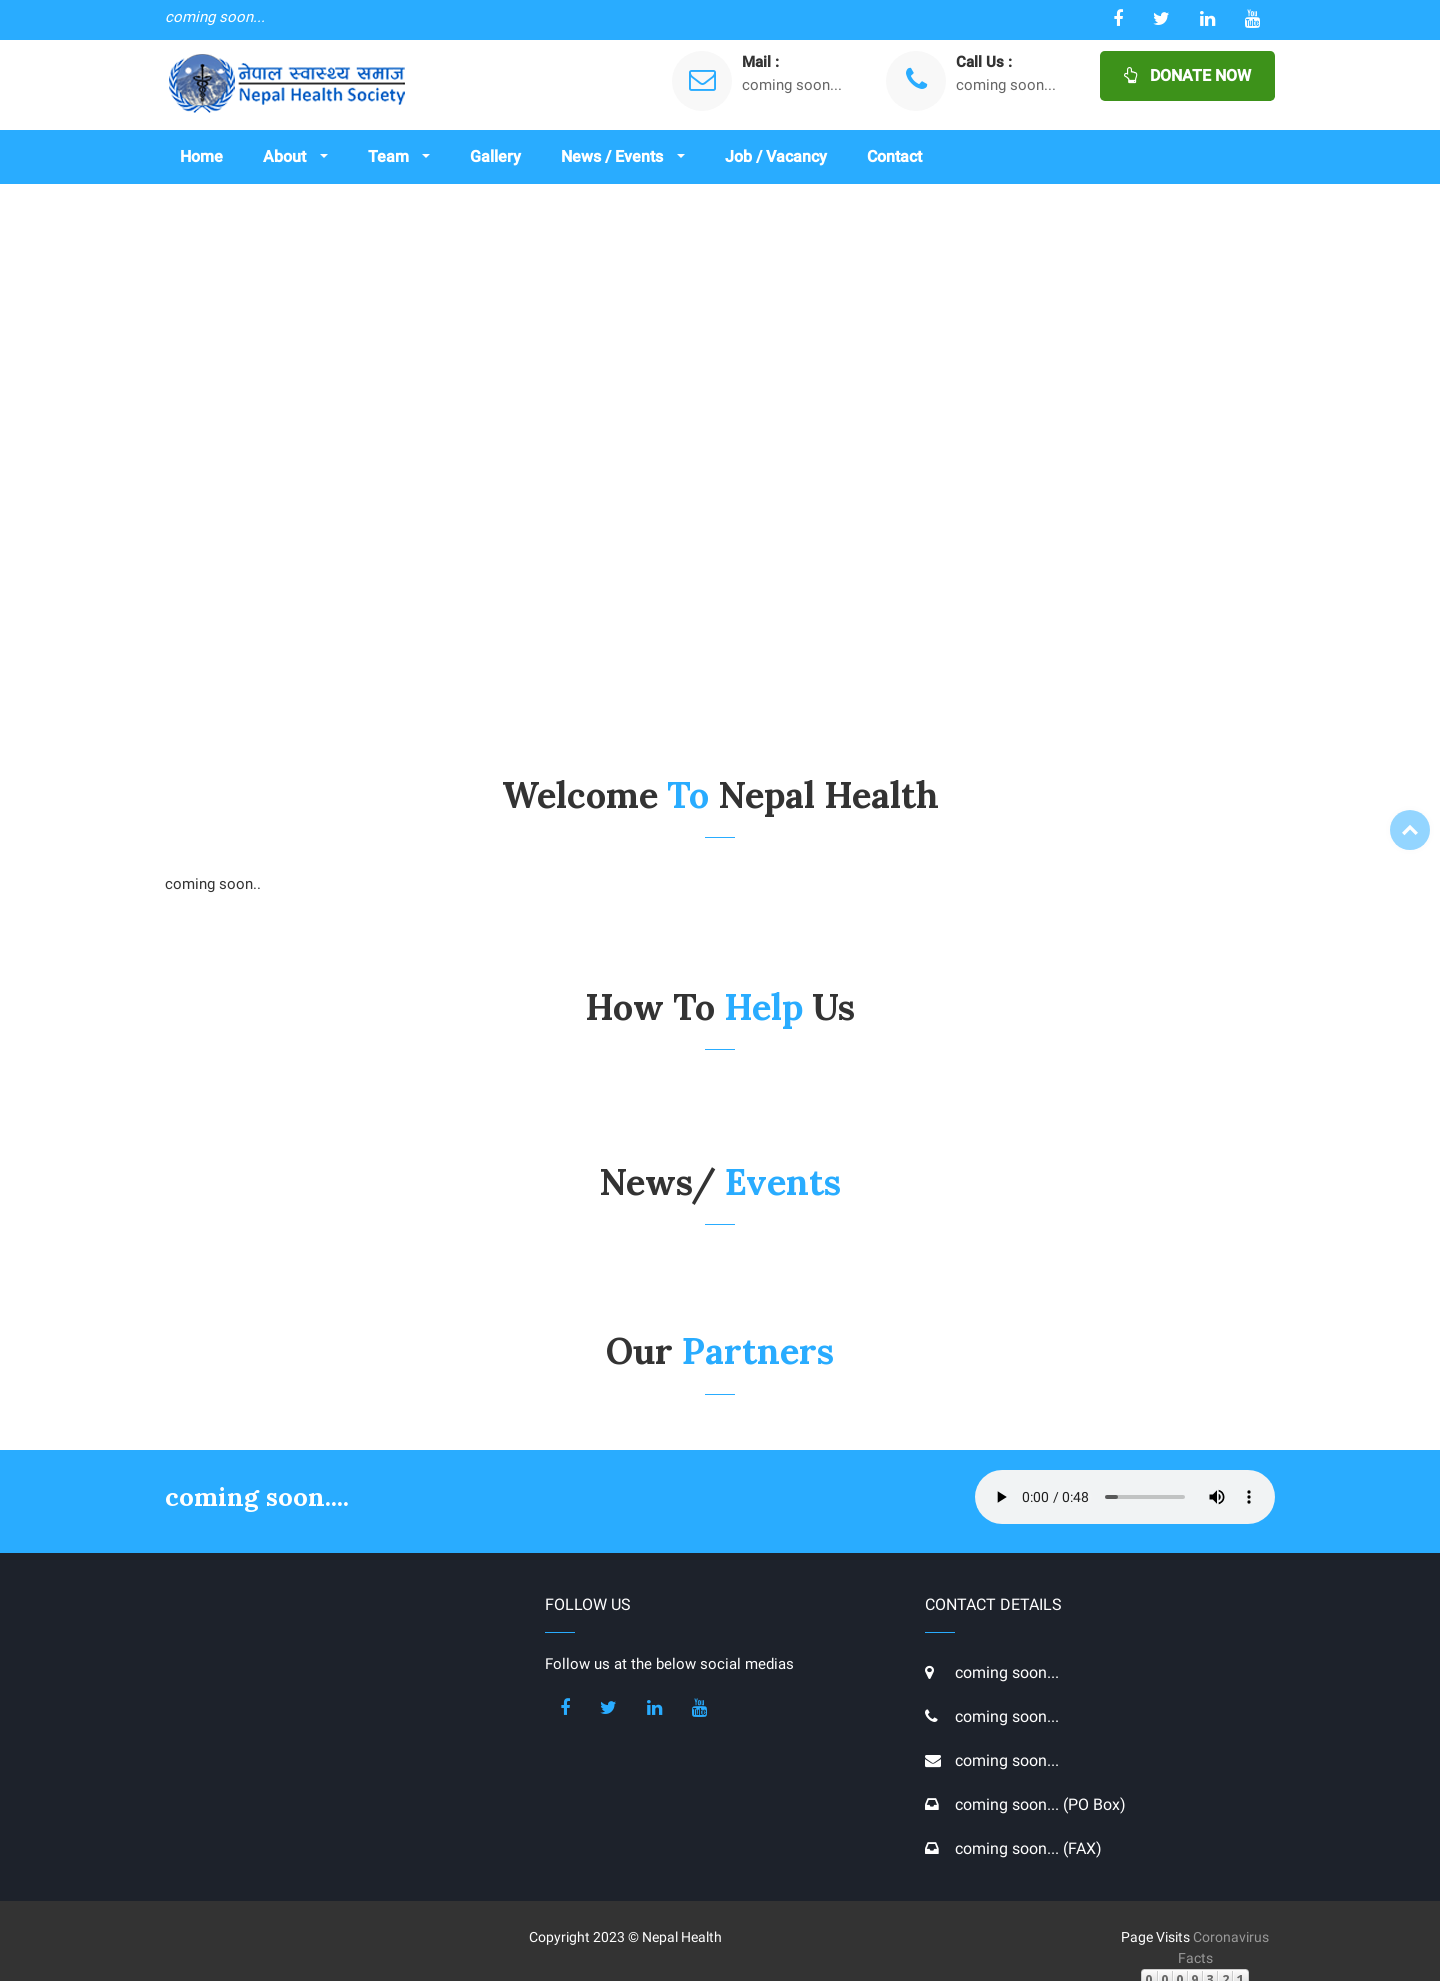 coming soon...
नेपाल स्वास्थ्य समाज
Nepal Health Society
Mail :
coming soon...
Call Us :
coming soon...
DONATE NOW
Home About Team Gallery News / Events Job / Vacancy Contact
Welcome To Nepal Health
coming soon..
How To Help Us
News/ Events
Our Partners
coming soon....
0:00 / 0:48
FOLLOW US
Follow us at the below social medias
CONTACT DETAILS
coming soon...
coming soon...
coming soon...
coming soon... (PO Box)
coming soon... (FAX)
Copyright 2023 © Nepal Health
Page Visits Coronavirus
Facts
0009321